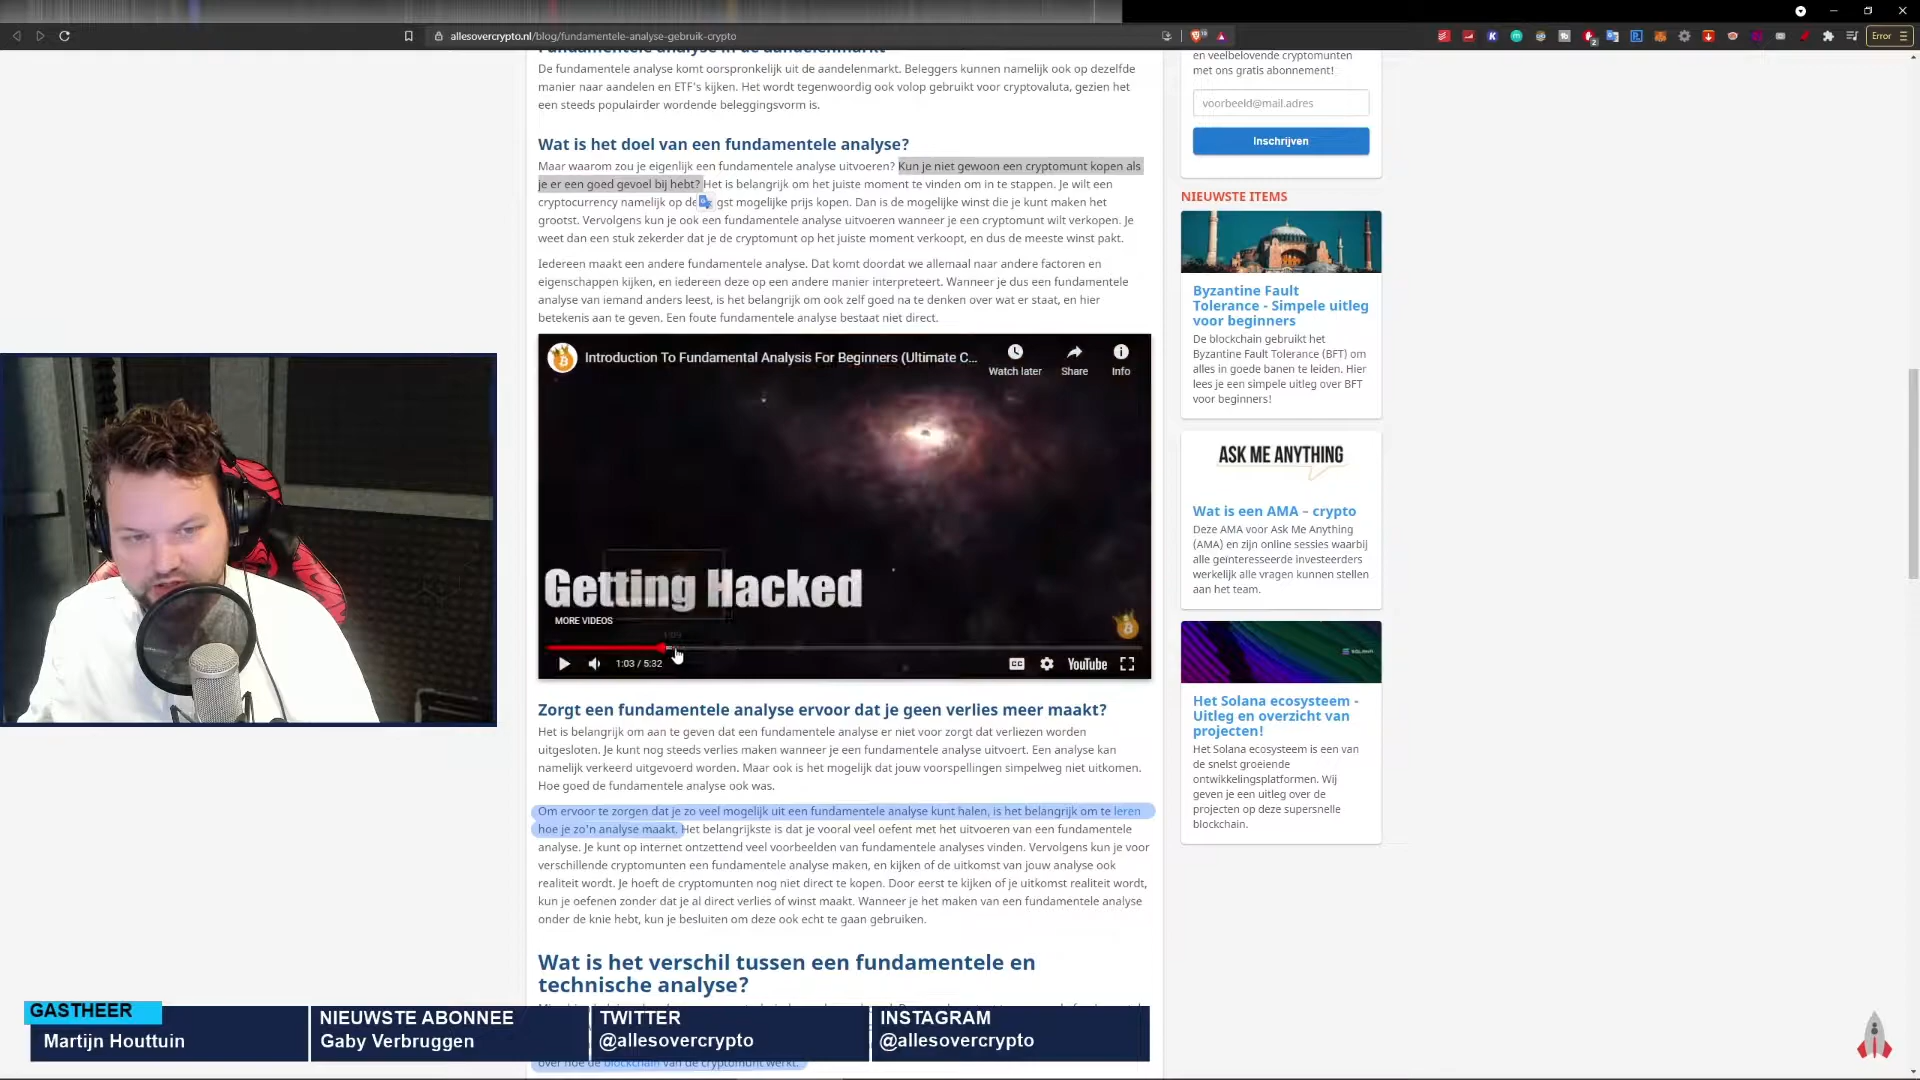 allesovercrypto.nl/blog/fundamentele-analyse-gebruik-crypto
Error
Fundamentele analyse in de aandelenmarkt
De fundamentele analyse komt oorspronkelijk uit de aandelenmarkt. Beleggers kunnen namelijk ook op dezelfde
manier naar aandelen en ETF's kijken. Het wordt tegenwoordig ook volop gebruikt voor cryptovaluta, gezien het
een steeds populairder wordende beleggingsvorm is.
Wat is het doel van een fundamentele analyse?
Maar waarom zou je eigenlijk een fundamentele analyse uitvoeren? Kun je niet gewoon een cryptomunt kopen als
je er een goed gevoel bij hebt? Het is belangrijk om het juiste moment te vinden om in te stappen. Je wilt een
cryptocurrency namelijk op de gst mogelijke prijs kopen. Dan is de mogelijke winst die je kunt maken het
grootst. Vervolgens kun je ook een fundamentele analyse uitvoeren wanneer je een cryptomunt wilt verkopen. Je
weet dan een stuk zekerder dat je de cryptomunt op het juiste moment verkoopt, en dus de meeste winst pakt.
Iedereen maakt een andere fundamentele analyse. Dat komt doordat we allemaal naar andere factoren en
eigenschappen kijken, en iedereen deze op een andere manier interpreteert. Wanneer je dus een fundamentele
analyse van iemand anders leest, is het belangrijk om ook zelf goed na te denken over wat er staat, en hier
betekenis aan te geven. Een foute fundamentele analyse bestaat niet direct.
Introduction To Fundamental Analysis For Beginners (Ultimate C...
Watch later
Share
Info
Getting Hacked
MORE VIDEOS
1:03 / 5:32
CC
YouTube
Zorgt een fundamentele analyse ervoor dat je geen verlies meer maakt?
Het is belangrijk om aan te geven dat een fundamentele analyse er niet voor zorgt dat verliezen worden
uitgesloten. Je kunt nog steeds verlies maken wanneer je een fundamentele analyse uitvoert. Een analyse kan
namelijk verkeerd uitgevoerd worden. Maar ook is het mogelijk dat jouw voorspellingen simpelweg niet uitkomen.
Hoe goed de fundamentele analyse ook was.
Om ervoor te zorgen dat je zo veel mogelijk uit een fundamentele analyse kunt halen, is het belangrijk om te leren
hoe je zo'n analyse maakt. Het belangrijkste is dat je vooral veel oefent met het uitvoeren van een fundamentele
analyse. Je kunt op internet ontzettend veel voorbeelden van fundamentele analyses vinden. Vervolgens kun je voor
verschillende cryptomunten een fundamentele analyse maken, en kijken of de uitkomst van jouw analyse ook
realiteit wordt. Je hoeft de cryptomunten nog niet direct te kopen. Door eerst te kijken of je uitkomst realiteit wordt,
kun je oefenen zonder dat je al direct verlies of winst maakt. Wanneer je het maken van een fundamentele analyse
onder de knie hebt, kun je besluiten om deze ook echt te gaan gebruiken.
Wat is het verschil tussen een fundamentele en
technische analyse?
over hoe de blockchain van de cryptomunt werkt.
en veelbelovende cryptomunten
met ons gratis abonnement!
voorbeeld@mail.adres
Inschrijven
NIEUWSTE ITEMS
Byzantine Fault
Tolerance - Simpele uitleg
voor beginners
De blockchain gebruikt het
Byzantine Fault Tolerance (BFT) om
alles in goede banen te leiden. Hier
lees je een simpele uitleg over BFT
voor beginners!
ASK ME ANYTHING
Wat is een AMA – crypto
Deze AMA voor Ask Me Anything
(AMA) en zijn online sessies waarbij
alle geïnteresseerde investeerders
werkelijk alle vragen kunnen stellen
aan het team.
Het Solana ecosysteem -
Uitleg en overzicht van
projecten!
Het Solana ecosysteem is een van
de snelst groeiende
ontwikkelingsplatformen. Wij
geven je een uitleg over de
projecten op deze supersnelle
blockchain.
GASTHEER
Martijn Houttuin
NIEUWSTE ABONNEE
Gaby Verbruggen
TWITTER
@allesovercrypto
INSTAGRAM
@allesovercrypto